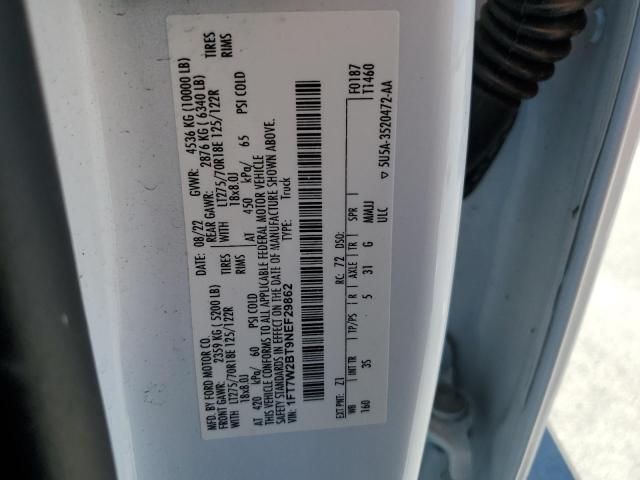 MFD. BY FORD MOTOR CO.
DATE: 08/22 GVWR: 4536 KG (10000 LB)
FRONT GAWR: 2359 KG (5200 LB) REAR GAWR: 2876 KG (6340 LB)
WITH LT275/70R18E 125/122R TIRES WITH LT275/70R18E 125/122R TIRES
18x8.0J RIMS 18x8.0J RIMS
AT 420 kPa/ 60 PSI COLD AT 450 kPa/ 65 PSI COLD
THIS VEHICLE CONFORMS TO ALL APPLICABLE FEDERAL MOTOR VEHICLE
SAFETY STANDARDS IN EFFECT ON THE DATE OF MANUFACTURE SHOWN ABOVE.
VIN: 1FT7W2BT9NEF29862 TYPE: Truck
F0187
T1460
EXT PNT: Z1 RC: 72 DSO:
WB INT TR TP/PS R AXLE TR SPR
160 35 5 31 G MMUU
ULC
▽ 5U5A-3520472-AA